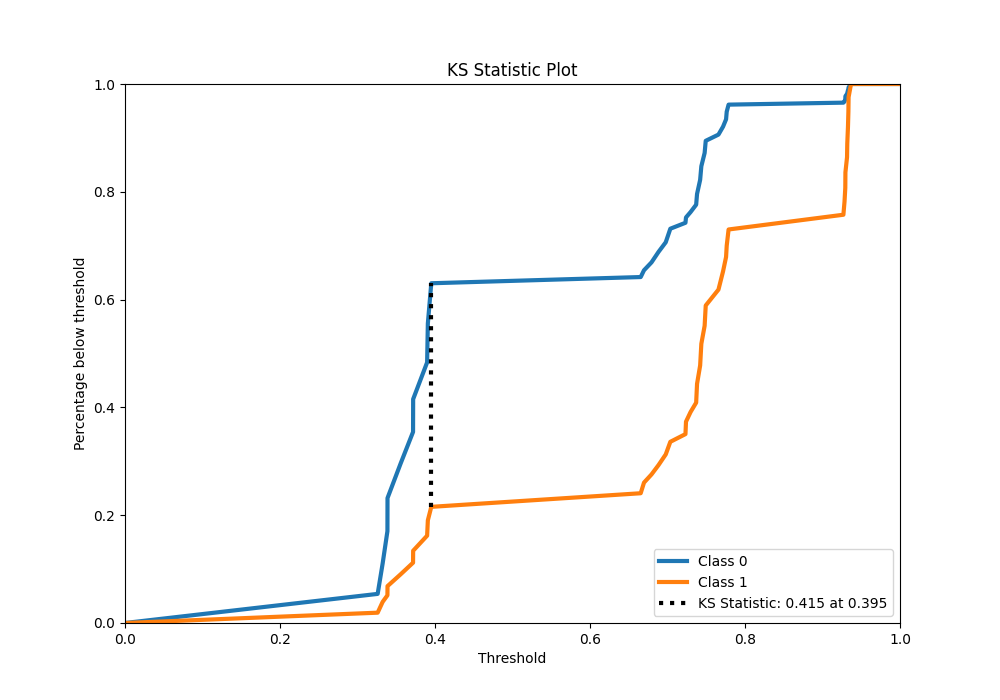 KS Statistic Plot
Percentage below threshold
1.0
0.8
0.6
0.4
0.2
0.0
0.0 0.2 0.4 0.6 0.8 1.0
Threshold
Class 0
Class 1
KS Statistic: 0.415 at 0.395